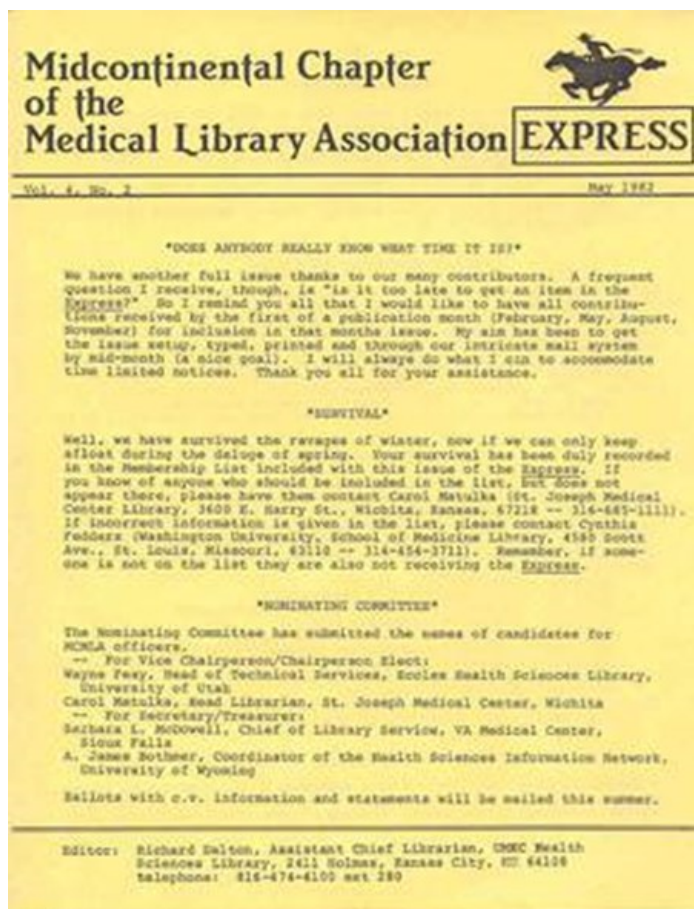 Midcontinental Chapter
of the
Medical Library Association EXPRESS
Vol. 4, No. 2 May 1982
*DOES ANYBODY REALLY KNOW WHAT TIME IT IS?*
We have another full issue thanks to our many contributors. A frequent
question I receive, though, is "is it too late to get an item in the
Express?" So I remind you all that I would like to have all contribu-
tions received by the first of a publication month (February, May, August,
November) for inclusion in that months issue. My aim has been to get
the issue setup, typed, printed and through our intricate mail system
by mid-month (a nice goal). I will always do what I can to accommodate
time limited notices. Thank you all for your assistance.
*SURVIVAL*
Well, we have survived the ravages of winter, now if we can only keep
afloat during the deluge of spring. Your survival has been duly recorded
in the Membership List included with this issue of the Express. If
you know of anyone who should be included in the list, but does not
appear there, please have them contact Carol Matulka (St. Joseph Medical
Center Library, 3600 E. Harry St., Wichita, Kansas, 67218 -- 316-685-1111).
If incorrect information is given in the list, please contact Cynthia
Fedders (Washington University, School of Medicine Library, 4580 Scott
Ave., St. Louis, Missouri, 63110 -- 314-454-3711). Remember, if some-
one is not on the list they are also not receiving the Express.
*NOMINATING COMMITTEE*
The Nominating Committee has submitted the names of candidates for
MCMLA officers.
-- For Vice Chairperson/Chairperson Elect:
Wayne Peay, Head of Technical Services, Eccles Health Sciences Library,
University of Utah
Carol Matulka, Head Librarian, St. Joseph Medical Center, Wichita
-- For Secretary/Treasurer:
Barbara L. McDowell, Chief of Library Service, VA Medical Center,
Sioux Falls
A. James Bothmer, Coordinator of the Health Sciences Information Network,
University of Wyoming
Ballots with c.v. information and statements will be mailed this summer.
Editor: Richard Dalton, Assistant Chief Librarian, UMKC Health
Sciences Library, 2411 Holmes, Kansas City, MO 64108
telephone: 816-474-4100 ext 280